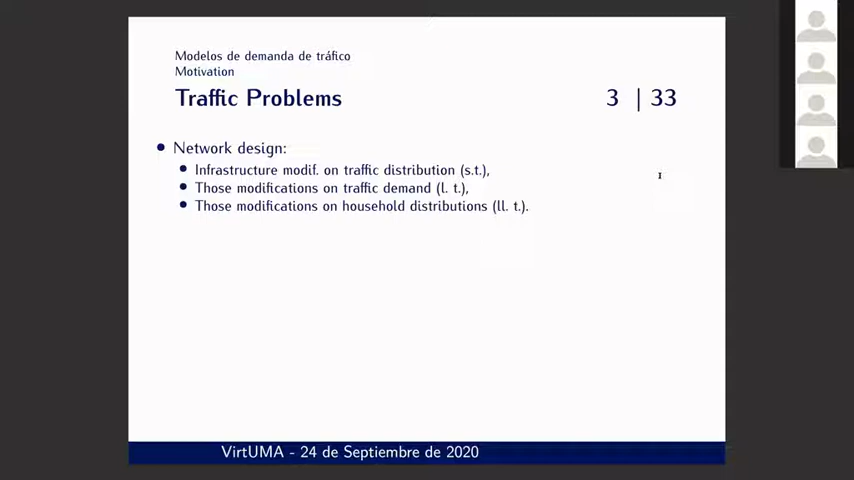 Modelos de demanda de tráfico
Motivation
Traffic Problems 3 | 33
• Network design:
• Infrastructure modif. on traffic distribution (s.t.),
• Those modifications on traffic demand (l. t.),
• Those modifications on household distributions (ll. t.).
VirtUMA - 24 de Septiembre de 2020